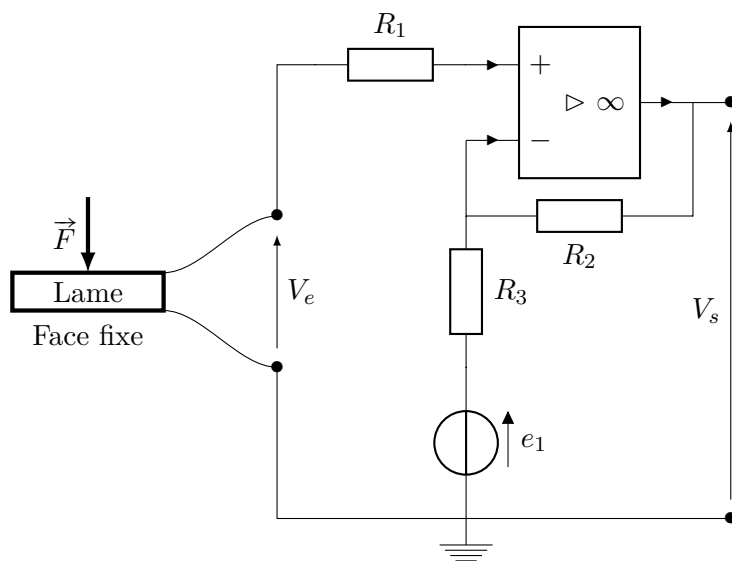 R₁
+
▷ ∞
−
F⃗
Lame
Face fixe
Vₑ
R₂
R₃
Vₛ
e₁